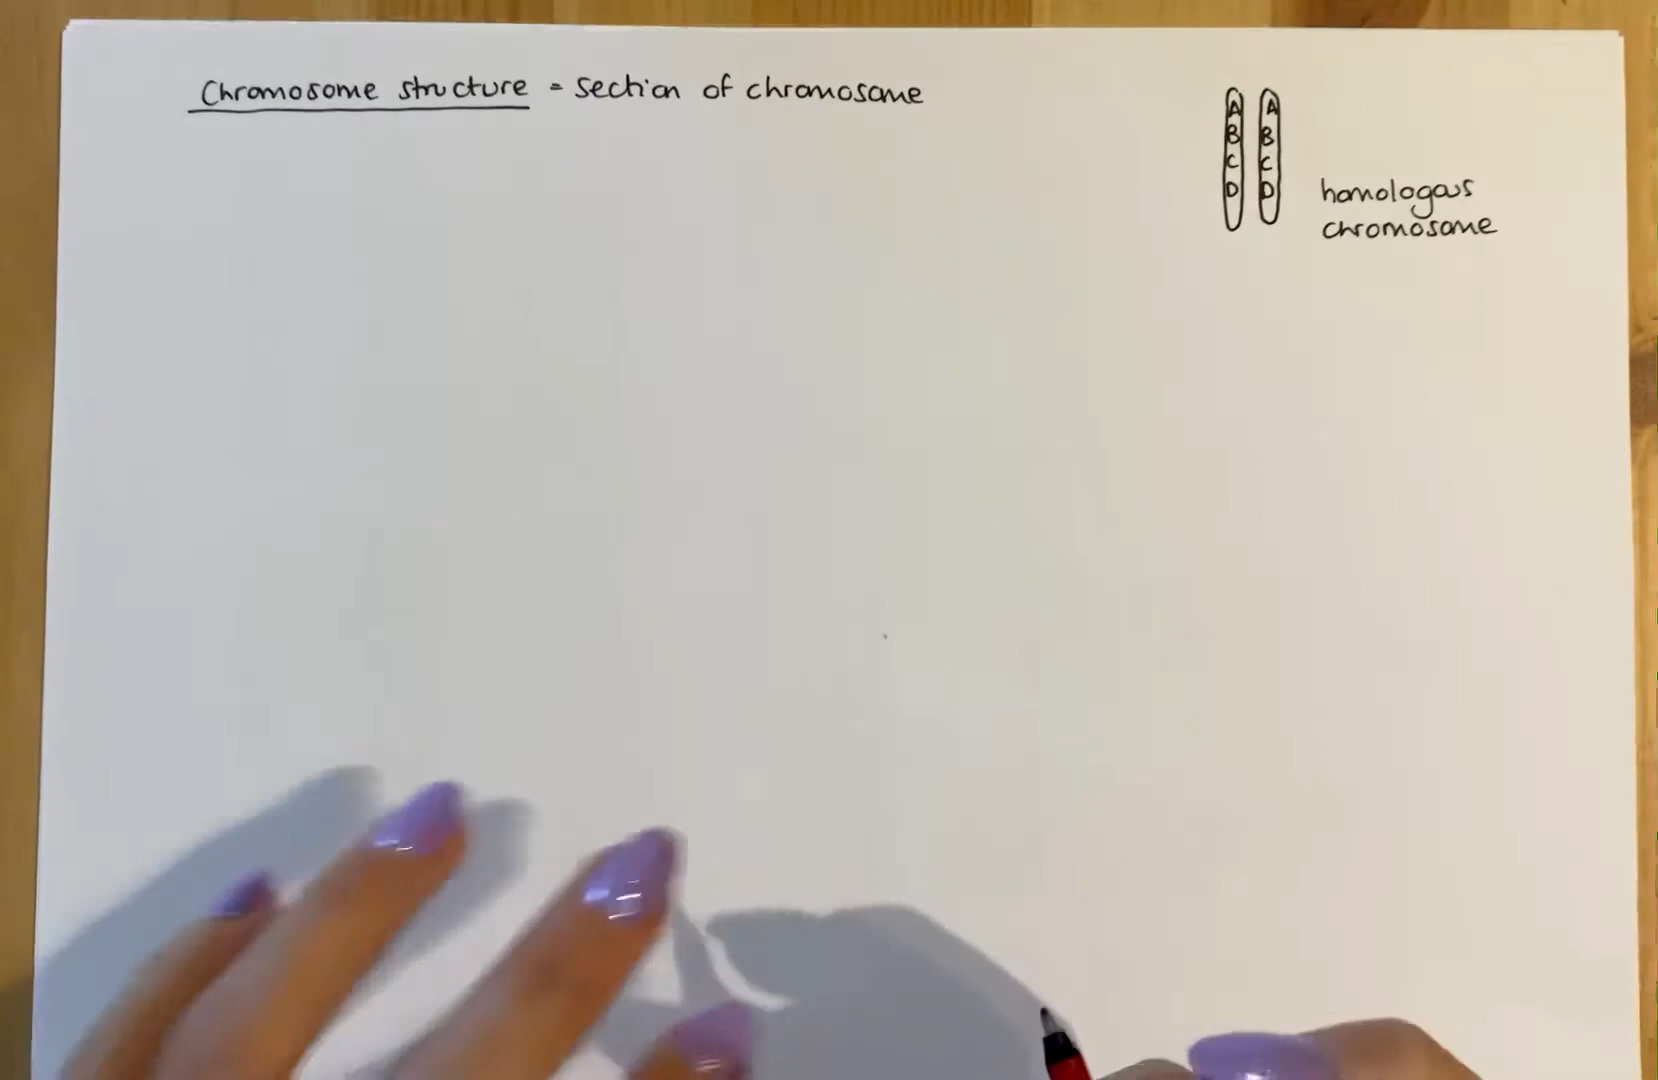 Chromosome structure = section of chromosome
A A
B B
C C
D D
homologous
chromosome